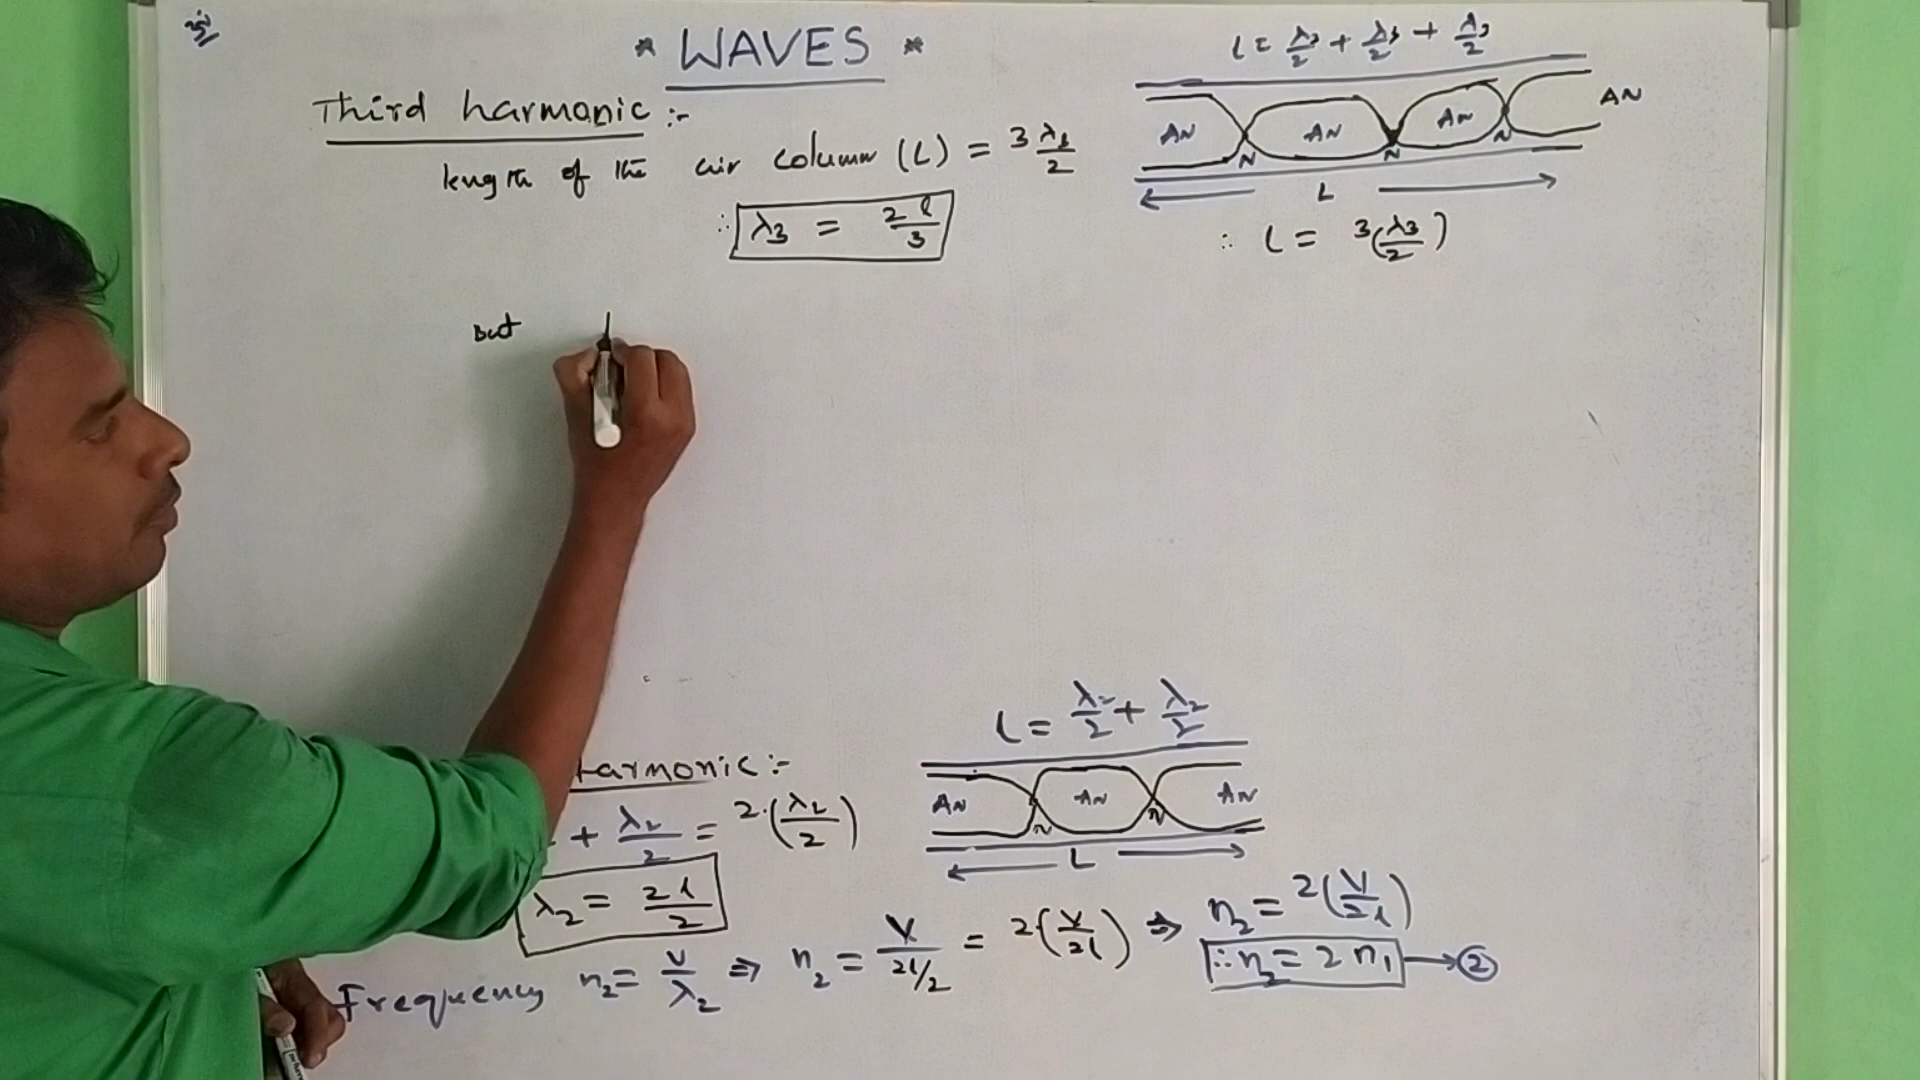 * WAVES *
Third harmonic :-
length of the air column (L) = 3 λ3/2
∴ λ3 = 2l/3
l = λ3/2 + λ3/2 + λ3/2
AN AN AN AN
N N N
L
∴ l = 3(λ3/2)
But
harmonic :-
+ λ2/2 = 2.(λ2/2)
λ2 = 2l/2
l = λ2/2 + λ2/2
AN AN AN
N N
L
Frequency n2 = v/λ2 ⇒ n2 = v/2l/2 = 2(v/2l) ⇒ n2 = 2(v/2l)
∴ n2 = 2 n1 → ②